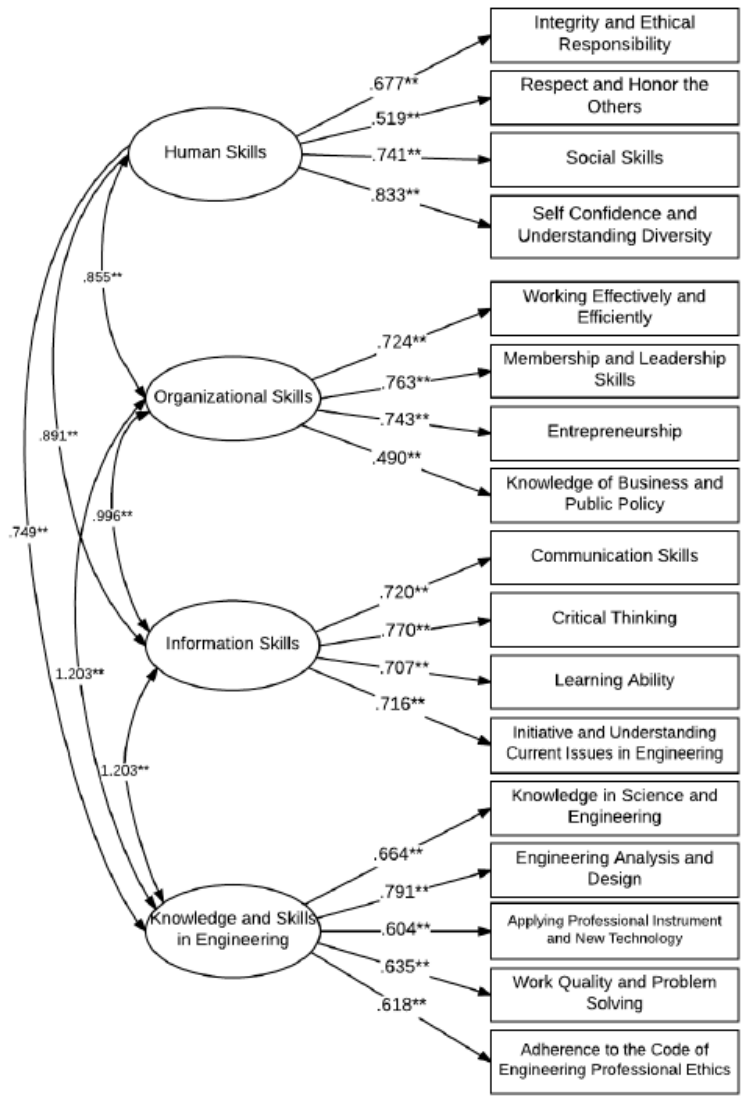 Integrity and Ethical
Responsibility
.677**
Respect and Honor the
Others
.519**
Human Skills
.741**
Social Skills
.833**
Self Confidence and
Understanding Diversity
.855**
Working Effectively and
Efficiently
.724**
Membership and Leadership
Skills
.763**
Organizational Skills
.743**
Entrepreneurship
.490**
.891**
Knowledge of Business and
Public Policy
.996**
.749**
Communication Skills
.720**
Critical Thinking
.770**
Information Skills
.707**
Learning Ability
1.203**
.716**
Initiative and Understanding
Current Issues in Engineering
1.203**
Knowledge in Science and
Engineering
.664**
Engineering Analysis and
Design
.791**
Knowledge and Skills
in Engineering
.604**
Applying Professional Instrument
and New Technology
.635**
Work Quality and Problem
Solving
.618**
Adherence to the Code of
Engineering Professional Ethics